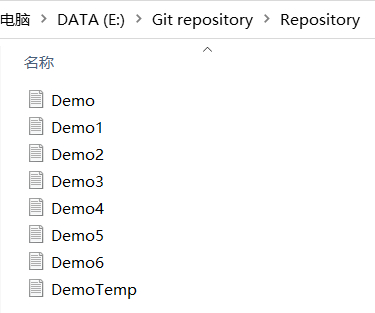 电脑 > DATA (E:) > Git repository > Repository
名称
Demo
Demo1
Demo2
Demo3
Demo4
Demo5
Demo6
DemoTemp